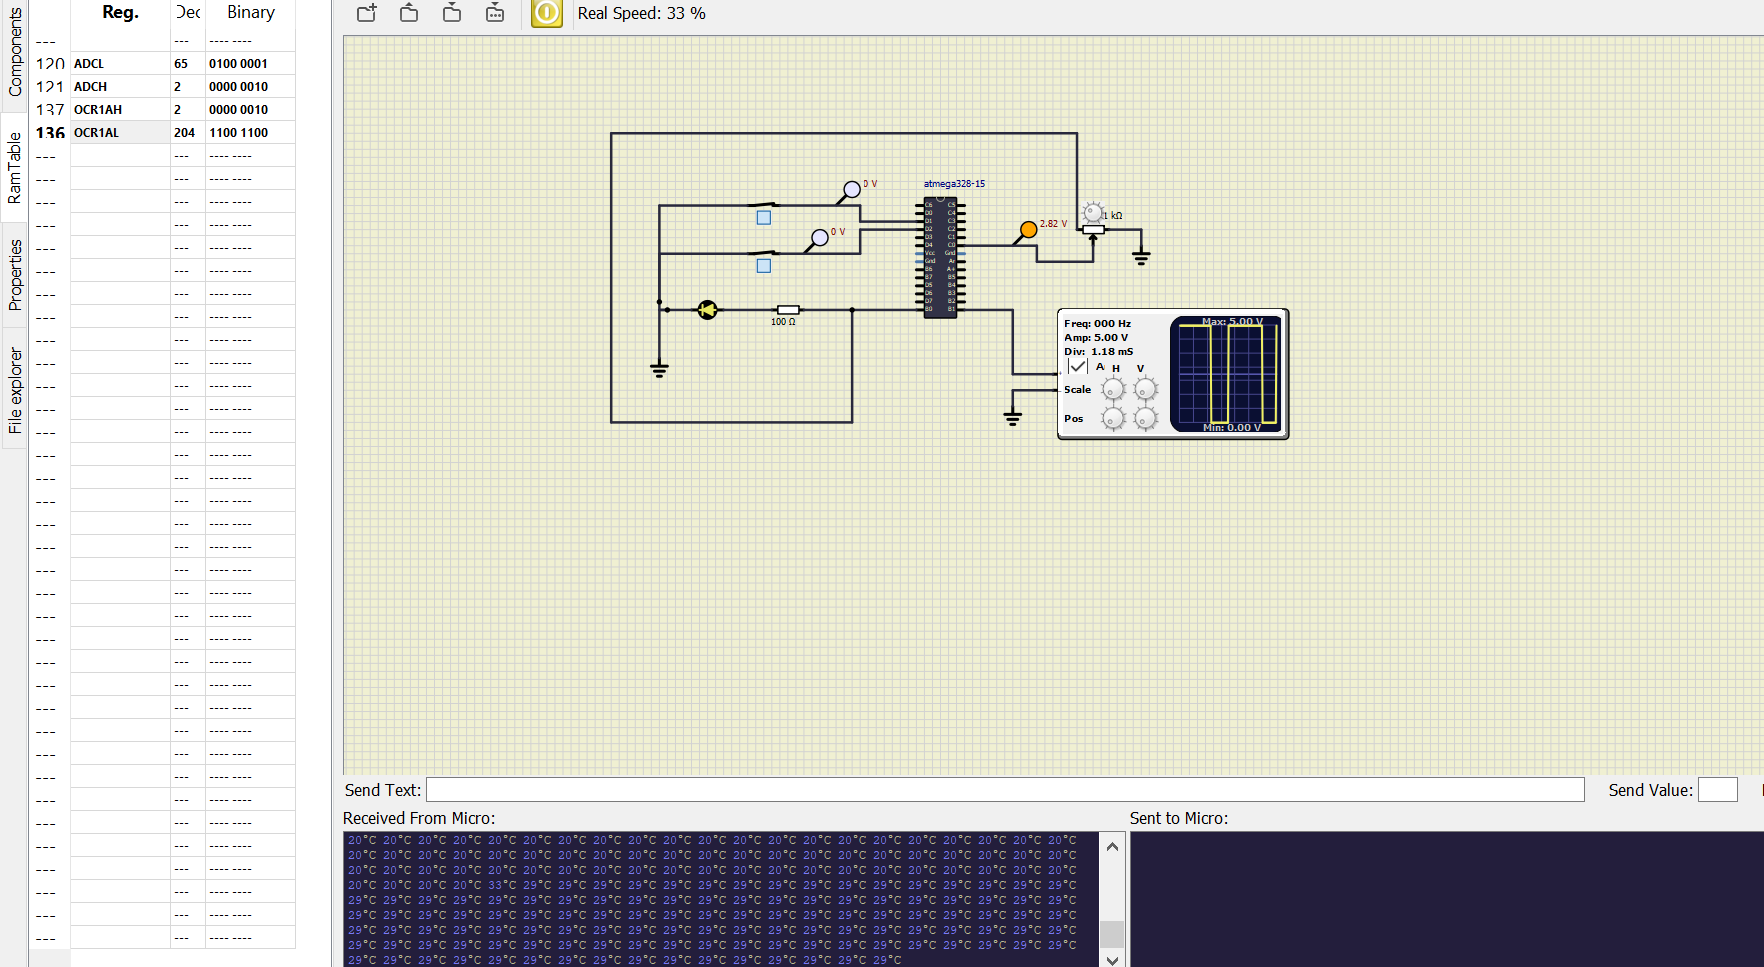 Components
RamTable
Properties
File explorer
Reg. Dec Binary
--- --- ---- ----
120 ADCL 65 0100 0001
121 ADCH 2 0000 0010
137 OCR1AH 2 0000 0010
136 OCR1AL 204 1100 1100
Real Speed: 33 %
0 V
0 V
atmega328-15
2.82 V
1 kΩ
100 Ω
Freq: 000 Hz
Amp: 5.00 V
Div: 1.18 mS
A H V
Scale
Pos
Max: 5.00 V
Min: 0.00 V
Send Text:
Send Value:
Received From Micro:
Sent to Micro:
20°C 20°C 20°C 20°C 20°C 20°C 20°C 20°C 20°C 20°C 20°C 20°C 20°C 20°C 20°C 20°C 20°C 20°C 20°C 20°C 20°C
20°C 20°C 20°C 20°C 20°C 20°C 20°C 20°C 20°C 20°C 20°C 20°C 20°C 20°C 20°C 20°C 20°C 20°C 20°C 20°C 20°C
20°C 20°C 20°C 20°C 20°C 20°C 20°C 20°C 20°C 20°C 20°C 20°C 20°C 20°C 20°C 20°C 20°C 20°C 20°C 20°C 20°C
20°C 20°C 20°C 20°C 33°C 29°C 29°C 29°C 29°C 29°C 29°C 29°C 29°C 29°C 29°C 29°C 29°C 29°C 29°C 29°C 29°C
29°C 29°C 29°C 29°C 29°C 29°C 29°C 29°C 29°C 29°C 29°C 29°C 29°C 29°C 29°C 29°C 29°C 29°C 29°C 29°C 29°C
29°C 29°C 29°C 29°C 29°C 29°C 29°C 29°C 29°C 29°C 29°C 29°C 29°C 29°C 29°C 29°C 29°C 29°C 29°C 29°C 29°C
29°C 29°C 29°C 29°C 29°C 29°C 29°C 29°C 29°C 29°C 29°C 29°C 29°C 29°C 29°C 29°C 29°C 29°C 29°C 29°C 29°C
29°C 29°C 29°C 29°C 29°C 29°C 29°C 29°C 29°C 29°C 29°C 29°C 29°C 29°C 29°C 29°C 29°C 29°C 29°C 29°C 29°C
29°C 29°C 29°C 29°C 29°C 29°C 29°C 29°C 29°C 29°C 29°C 29°C 29°C 29°C 29°C 29°C